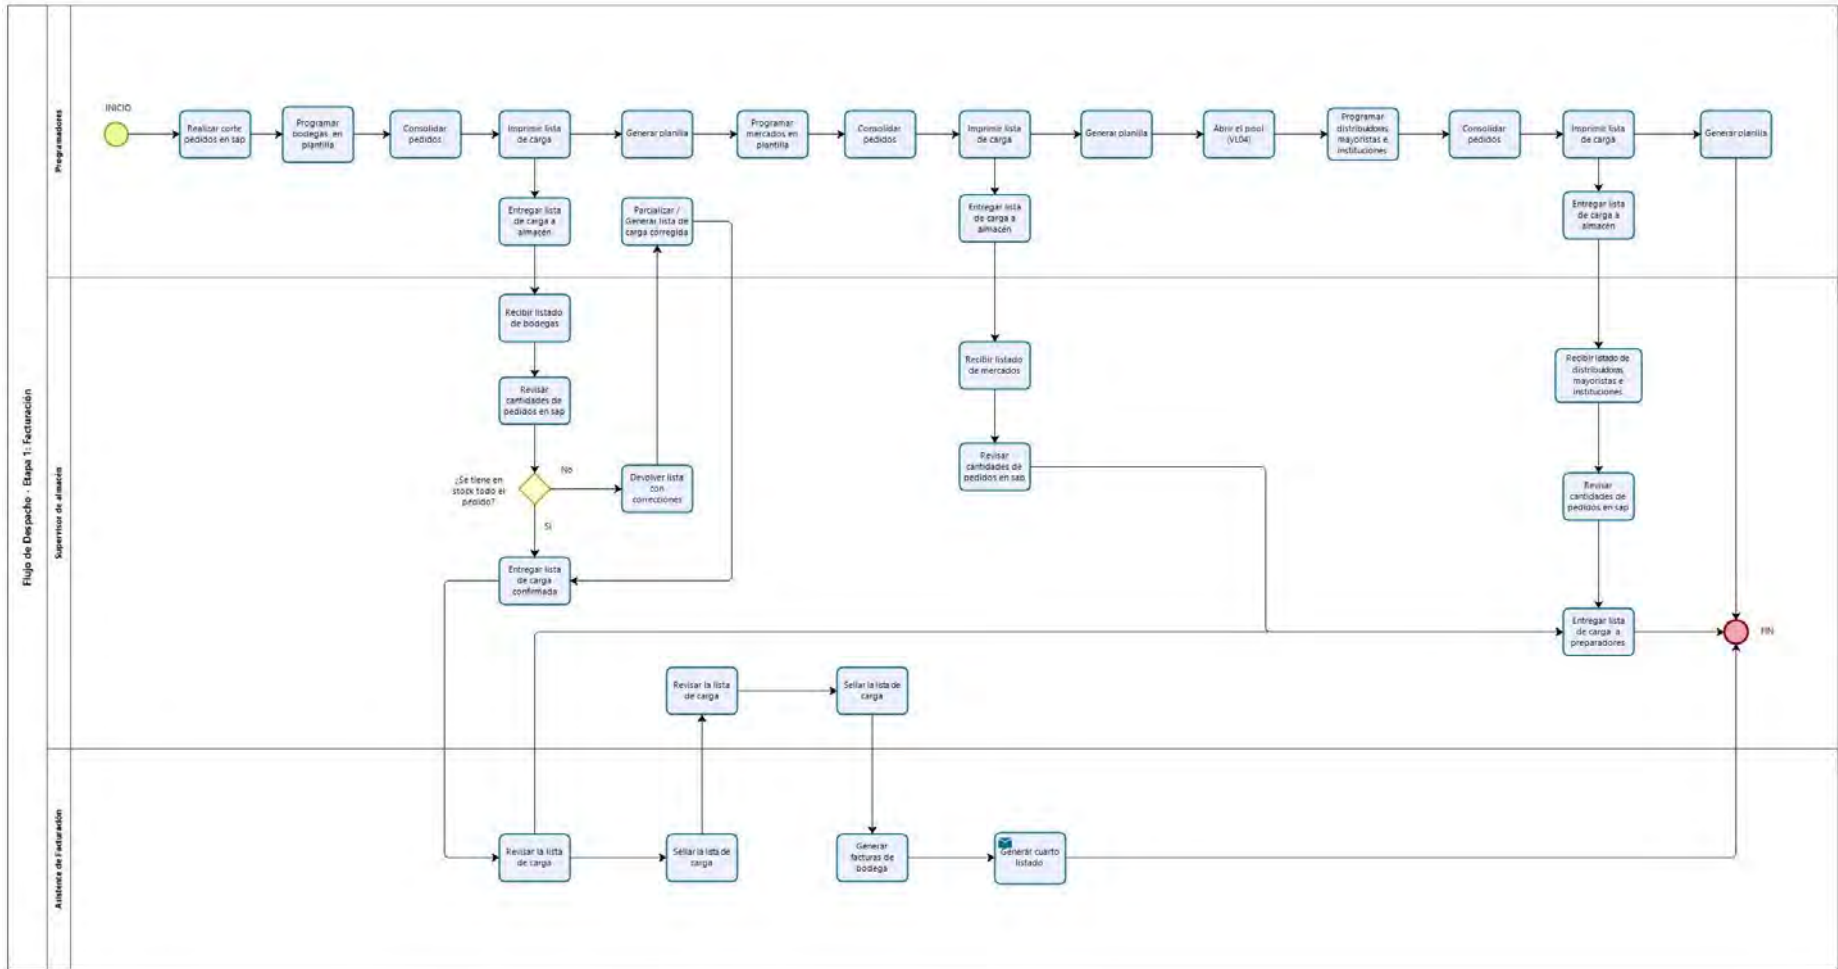 Flujo de Despacho - Etapa 1: Facturación
Programadores
INICIO
Realizar corte
pedidos en sap
Programar
bodegas en
plantilla
Consolidar
pedidos
Imprimir lista
de carga
Generar planilla
Programar
mercados en
plantilla
Consolidar
pedidos
Imprimir lista
de carga
Generar planilla
Abrir el pool
(VL04)
Programar
distribuidoras,
mayoristas e
instituciones
Consolidar
pedidos
Imprimir lista
de carga
Generar planilla
Entregar lista
de carga a
almacén
Parcializar /
Generar lista de
carga corregida
Entregar lista
de carga a
almacén
Entregar lista
de carga a
almacén
Supervisor de almacén
Recibir listado
de bodegas
Revisar
cantidades de
pedidos en sap
¿Se tiene en
stock todo el
pedido?
No
Si
Devolver lista
con
correcciones
Entregar lista
de carga
confirmada
Recibir listado
de mercados
Revisar
cantidades de
pedidos en sap
Recibir listado de
distribuidoras,
mayoristas e
instituciones
Revisar
cantidades de
pedidos en sap
Entregar lista
de carga a
preparadores
FIN
Revisar la lista
de carga
Sellar la lista de
carga
Asistente de Facturación
Revisar la lista
de carga
Sellar la lista de
carga
Generar
facturas de
bodega
Generar cuarto
listado